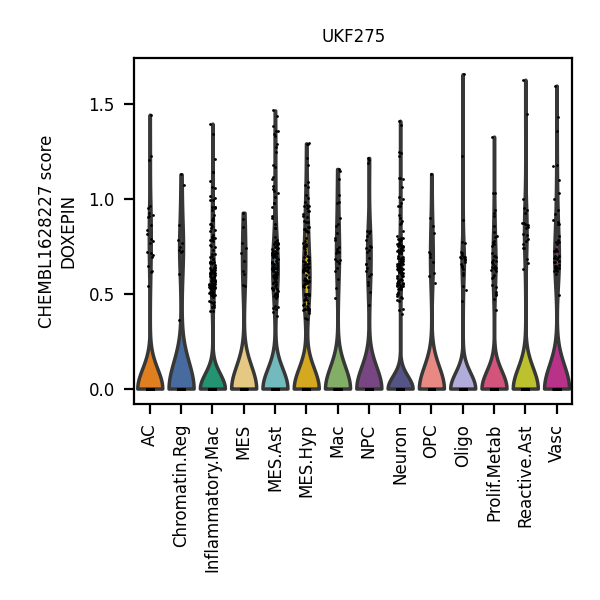 UKF275
CHEMBL1628227 score
DOXEPIN
1.5
1.0
0.5
0.0
AC
Chromatin.Reg
Inflammatory.Mac
MES
MES.Ast
MES.Hyp
Mac
NPC
Neuron
OPC
Oligo
Prolif.Metab
Reactive.Ast
Vasc